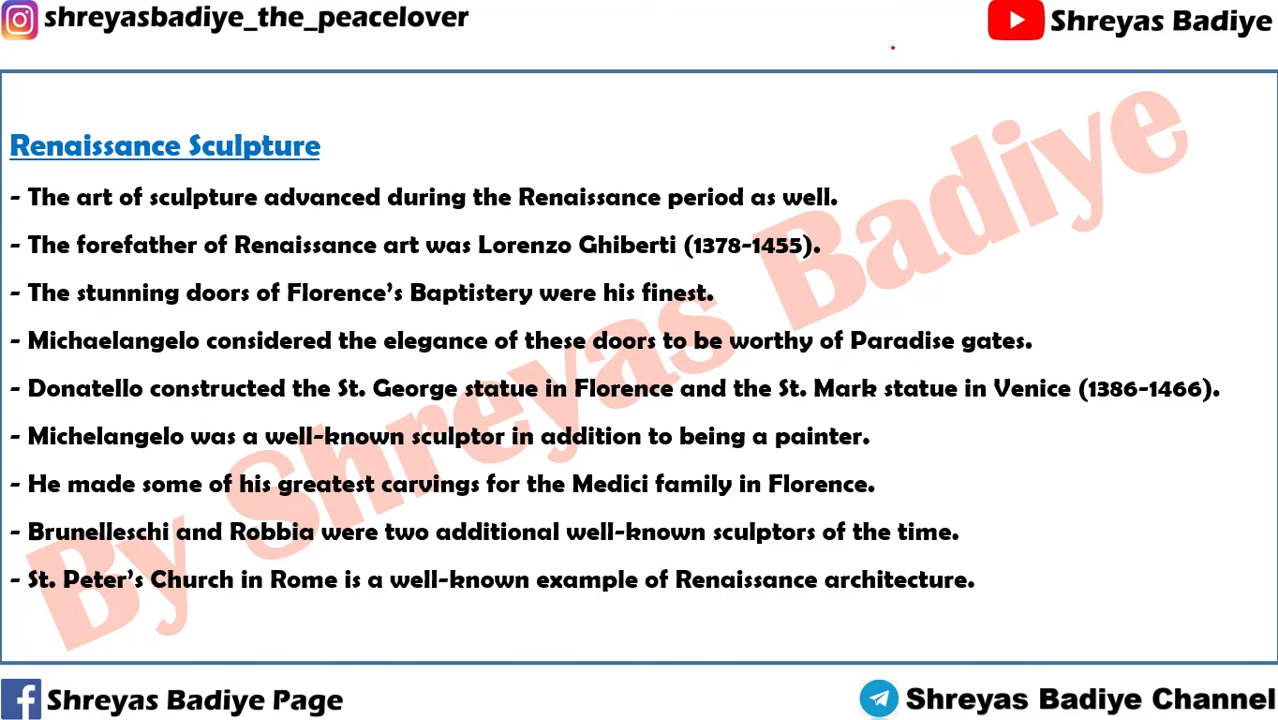 shreyasbadiye_the_peacelover
Shreyas Badiye
Renaissance Sculpture
- The art of sculpture advanced during the Renaissance period as well.
- The forefather of Renaissance art was Lorenzo Ghiberti (1378-1455).
- The stunning doors of Florence's Baptistery were his finest.
- Michaelangelo considered the elegance of these doors to be worthy of Paradise gates.
- Donatello constructed the St. George statue in Florence and the St. Mark statue in Venice (1386-1466).
- Michelangelo was a well-known sculptor in addition to being a painter.
- He made some of his greatest carvings for the Medici family in Florence.
- Brunelleschi and Robbia were two additional well-known sculptors of the time.
- St. Peter's Church in Rome is a well-known example of Renaissance architecture.
By Shreyas Badiye
Shreyas Badiye Page
Shreyas Badiye Channel